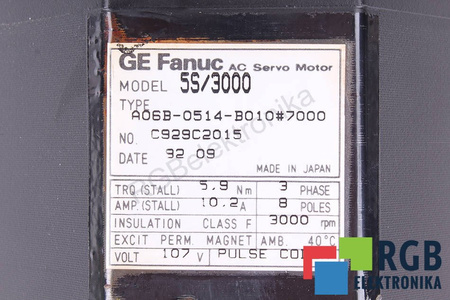 GE Fanuc AC Servo Motor
MODEL 5S/3000
TYPE
A06B-0514-B010#7000
NO. C929C2015
DATE 92 09
MADE IN JAPAN
TRQ (STALL) 5,9 Nm 3 PHASE
AMP. (STALL) 10,2 A 8 POLES
INSULATION CLASS F 3000 rpm
EXCIT PERM. MAGNET AMB. 40°C
VOLT 107 V PULSE
RGB
ELEKTRONIKA